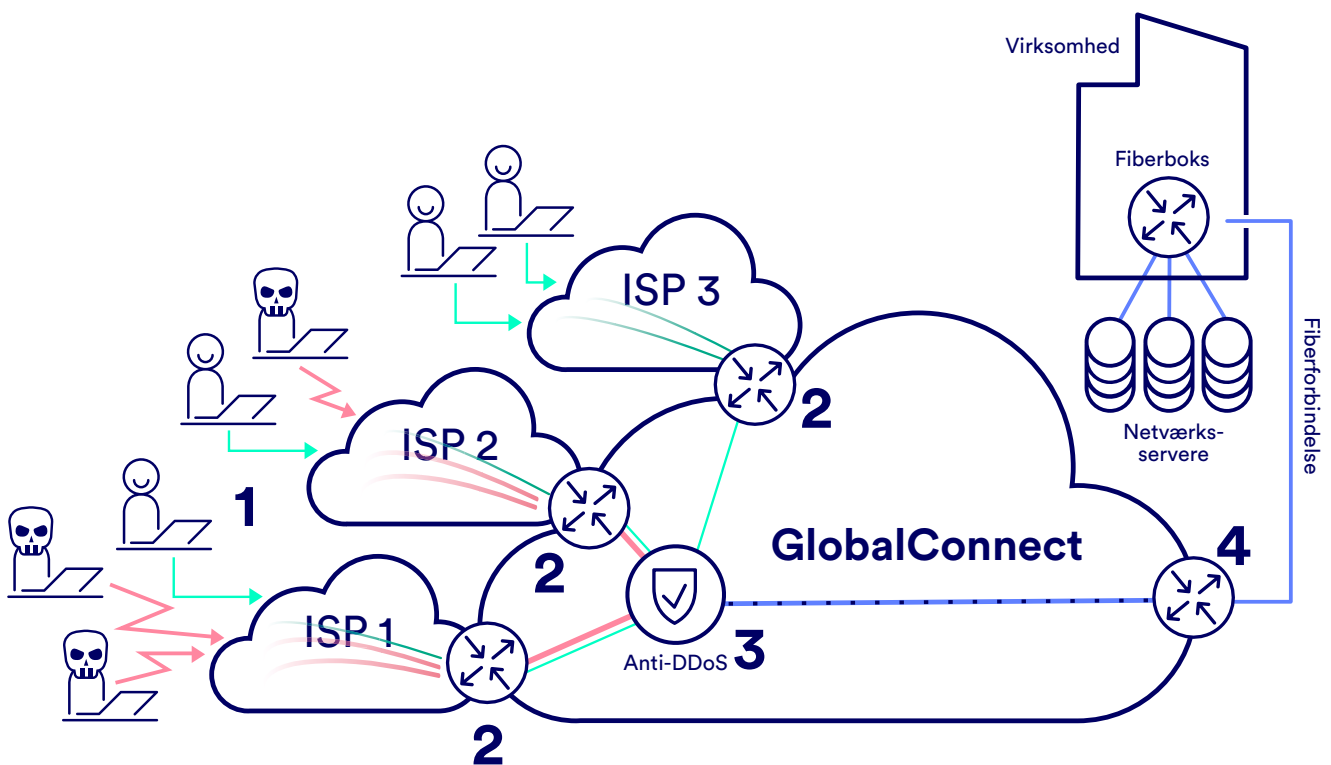 Virksomhed
Fiberboks
ISP 3
Fiberforbindelse
2
Netværks-
servere
ISP 2
1
GlobalConnect
4
2
ISP 1
Anti-DDoS
3
2